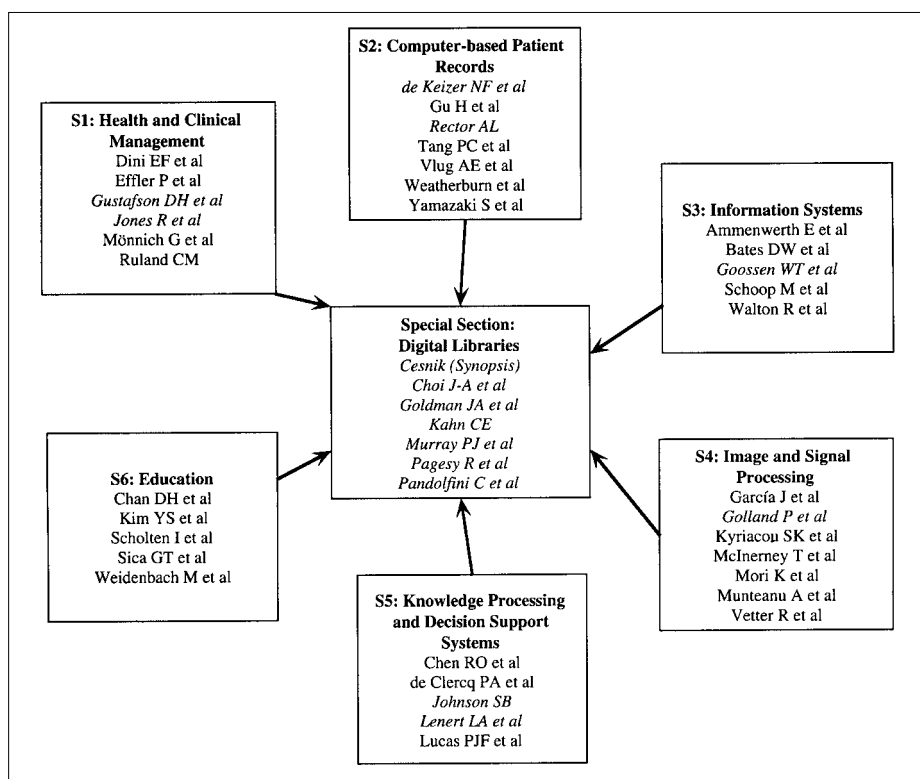 S1: Health and Clinical
Management
Dini EF et al
Effler P et al
Gustafson DH et al
Jones R et al
Mönnich G et al
Ruland CM
S2: Computer-based Patient
Records
de Keizer NF et al
Gu H et al
Rector AL
Tang PC et al
Vlug AE et al
Weatherburn et al
Yamazaki S et al
S3: Information Systems
Ammenwerth E et al
Bates DW et al
Goossen WT et al
Schoop M et al
Walton R et al
Special Section:
Digital Libraries
Cesnik (Synopsis)
Choi J-A et al
Goldman JA et al
Kahn CE
Murray PJ et al
Pagesy R et al
Pandolfini C et al
S6: Education
Chan DH et al
Kim YS et al
Scholten I et al
Sica GT et al
Weidenbach M et al
S4: Image and Signal
Processing
García J et al
Golland P et al
Kyriacou SK et al
McInerney T et al
Mori K et al
Munteanu A et al
Vetter R et al
S5: Knowledge Processing
and Decision Support
Systems
Chen RO et al
de Clercq PA et al
Johnson SB
Lenert LA et al
Lucas PJF et al